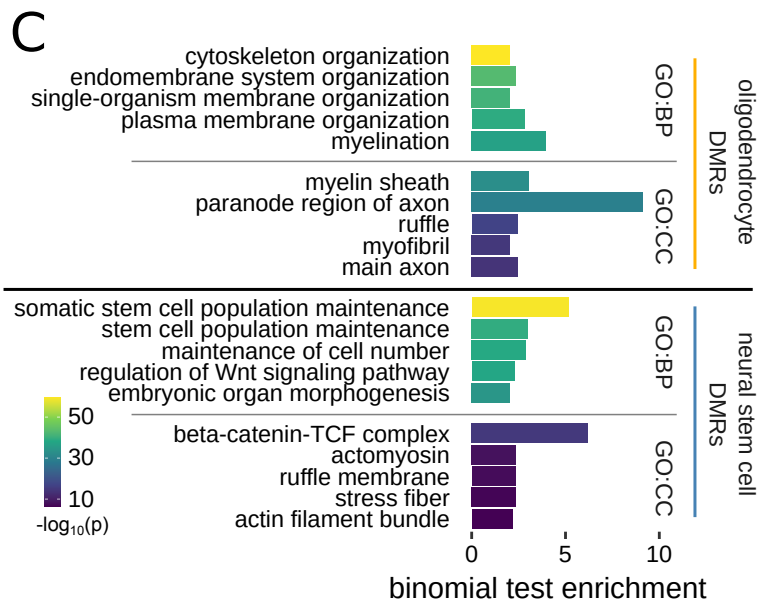 C
cytoskeleton organization
endomembrane system organization
single-organism membrane organization
plasma membrane organization
myelination
GO:BP
myelin sheath
paranode region of axon
ruffle
myofibril
main axon
GO:CC
oligodendrocyte
DMRs
somatic stem cell population maintenance
stem cell population maintenance
maintenance of cell number
regulation of Wnt signaling pathway
embryonic organ morphogenesis
GO:BP
beta-catenin-TCF complex
actomyosin
ruffle membrane
stress fiber
actin filament bundle
GO:CC
neural stem cell
DMRs
50
30
10
-log₁₀(p)
0 5 10
binomial test enrichment